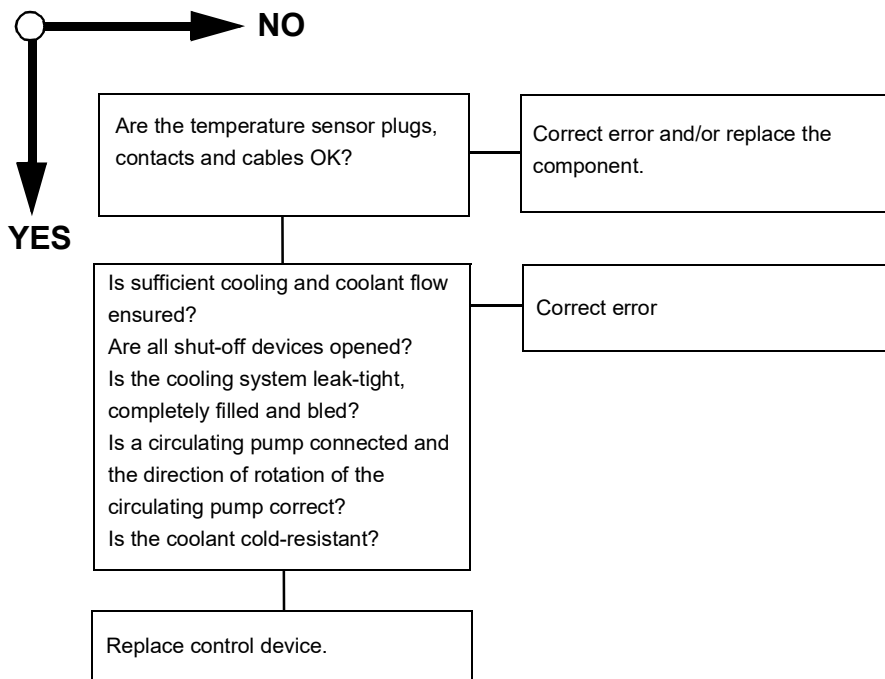 NO
YES
Are the temperature sensor plugs,
contacts and cables OK?
Correct error and/or replace the
component.
Is sufficient cooling and coolant flow
ensured?
Are all shut-off devices opened?
Is the cooling system leak-tight,
completely filled and bled?
Is a circulating pump connected and
the direction of rotation of the
circulating pump correct?
Is the coolant cold-resistant?
Correct error
Replace control device.